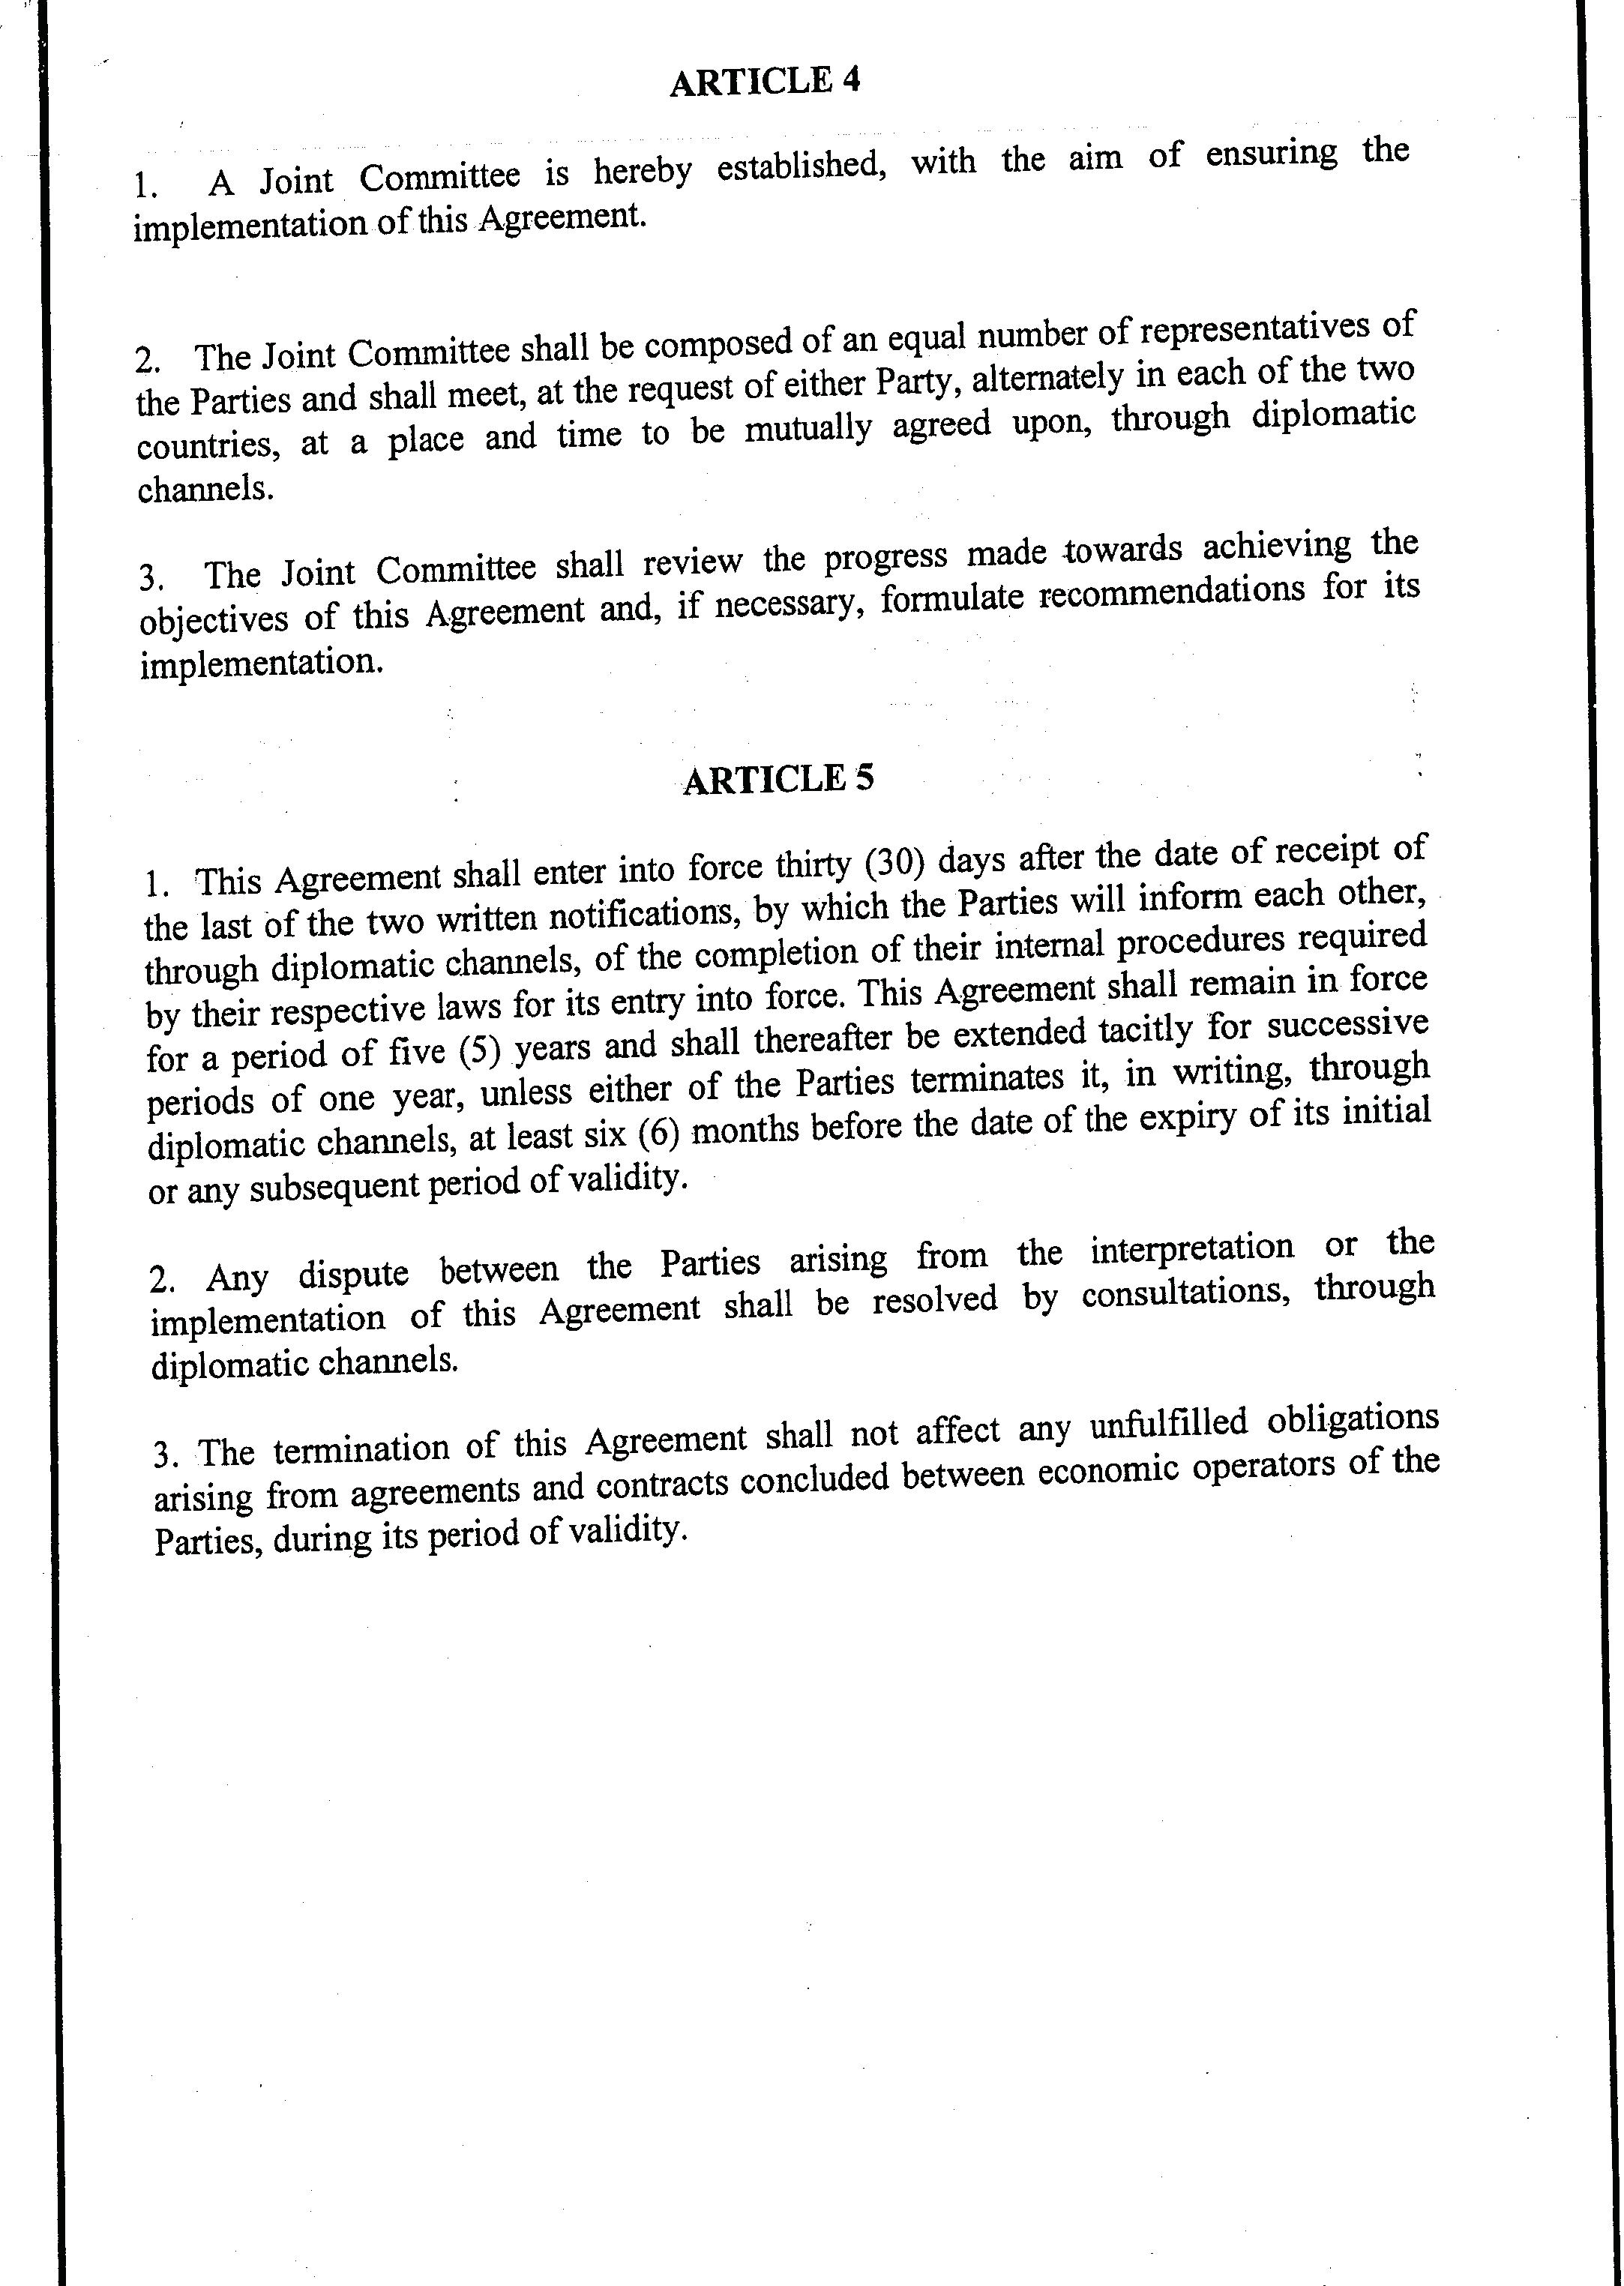 ARTICLE 4
1. A Joint Committee is hereby established, with the aim of ensuring the
implementation of this Agreement.
2. The Joint Committee shall be composed of an equal number of representatives of
the Parties and shall meet, at the request of either Party, alternately in each of the two
countries, at a place and time to be mutually agreed upon, through diplomatic
channels.
3. The Joint Committee shall review the progress made towards achieving the
objectives of this Agreement and, if necessary, formulate recommendations for its
implementation.
ARTICLE 5
1. This Agreement shall enter into force thirty (30) days after the date of receipt of
the last of the two written notifications, by which the Parties will inform each other,
through diplomatic channels, of the completion of their internal procedures required
by their respective laws for its entry into force. This Agreement shall remain in force
for a period of five (5) years and shall thereafter be extended tacitly for successive
periods of one year, unless either of the Parties terminates it, in writing, through
diplomatic channels, at least six (6) months before the date of the expiry of its initial
or any subsequent period of validity.
2. Any dispute between the Parties arising from the interpretation or the
implementation of this Agreement shall be resolved by consultations, through
diplomatic channels.
3. The termination of this Agreement shall not affect any unfulfilled obligations
arising from agreements and contracts concluded between economic operators of the
Parties, during its period of validity.